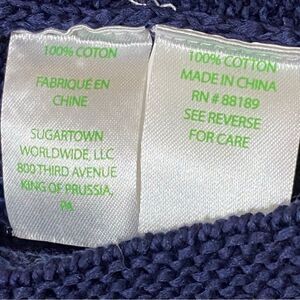 100% COTON
FABRIQUÉ EN
CHINE
SUGARTOWN
WORLDWIDE, LLC
800 THIRD AVENUE
KING OF PRUSSIA,
PA
100% COTTON
MADE IN CHINA
RN # 88189
SEE REVERSE
FOR CARE